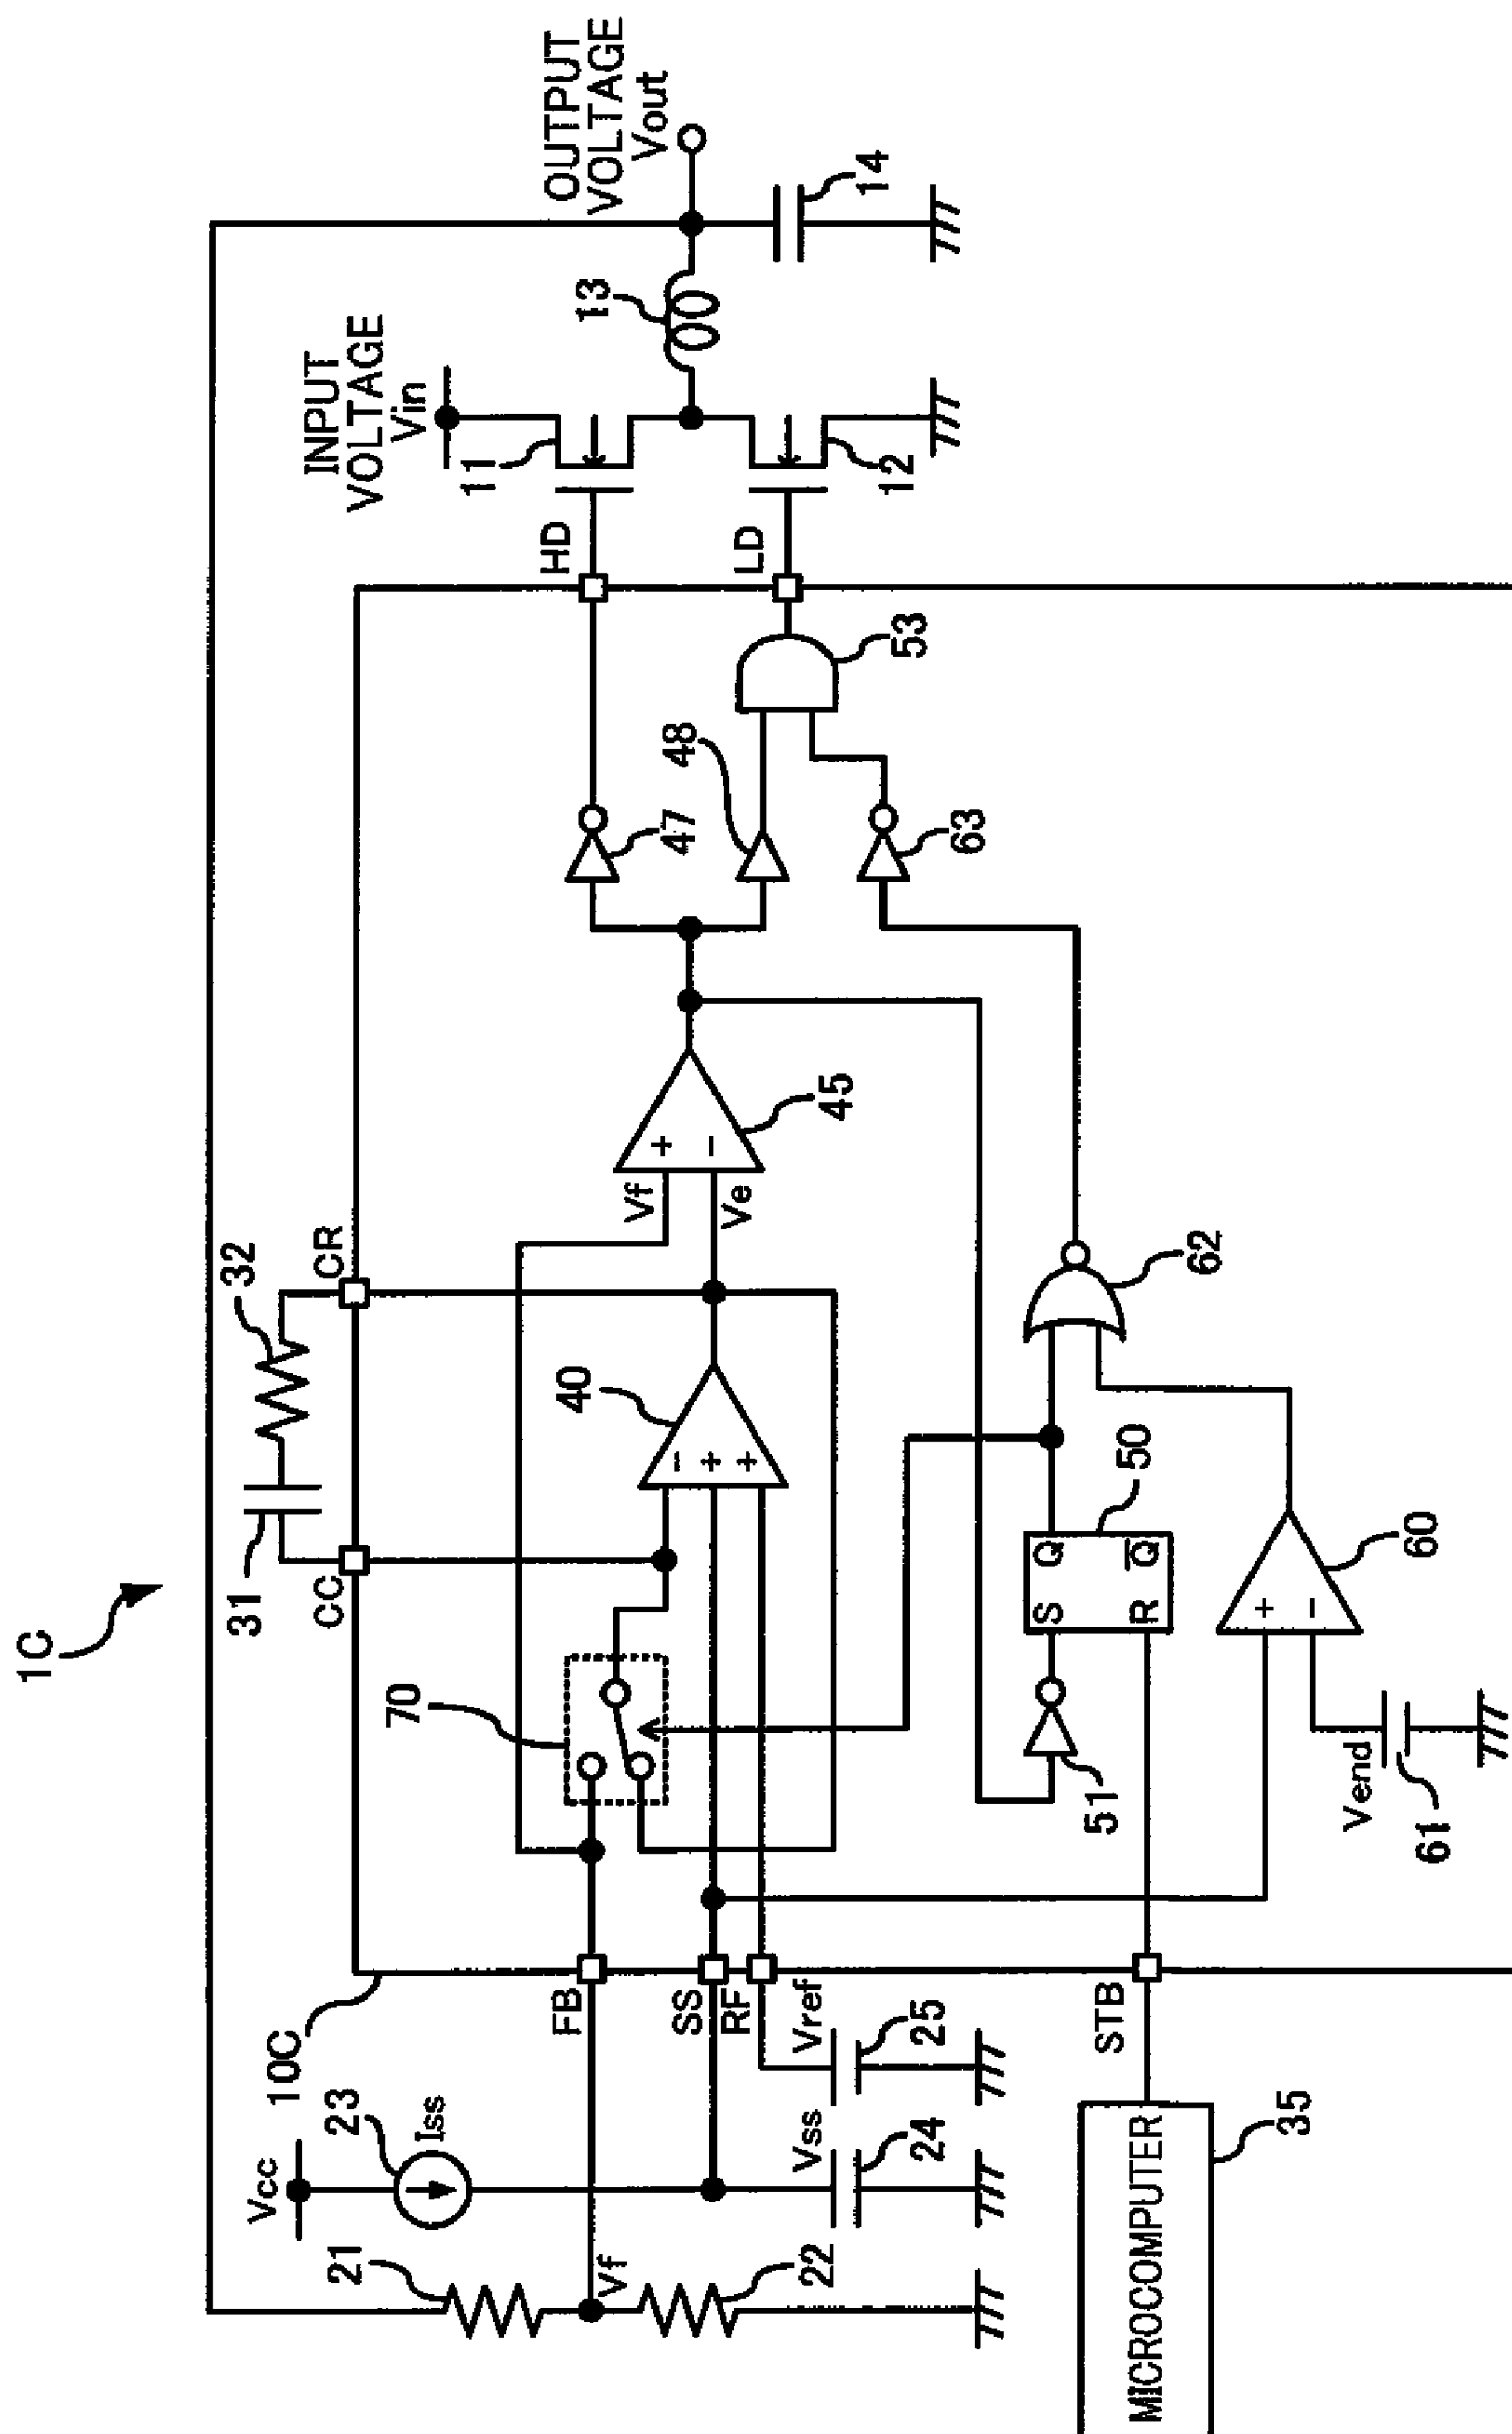 1C
10C
CC
31
32
CR
INPUT
VOLTAGE
Vin
OUTPUT
VOLTAGE
Vout
11
HD
13
14
12
LD
53
47
48
63
Vf
Ve
+
-
45
40
-
+
+
70
Vcc
23
Iss
21
Vf
22
FB
SS
RF
Vss
24
Vref
25
STB
MICROCOMPUTER
35
51
S
Q
R
Q
50
62
+
-
60
Vend
61